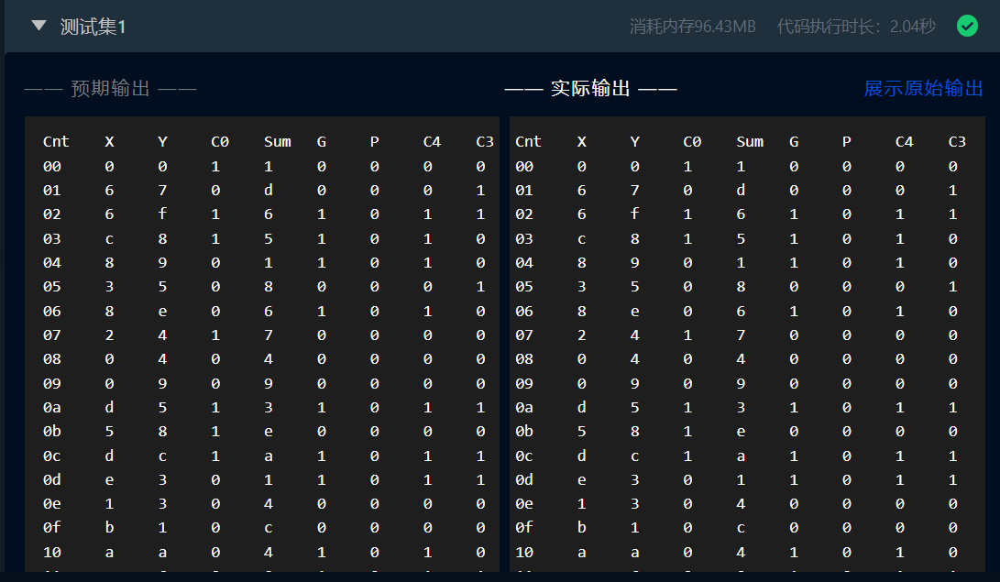 测试集1 消耗内存96.43MB 代码执行时长：2.04秒
—— 预期输出 —— —— 实际输出 —— 展示原始输出
Cnt X Y C0 Sum G P C4 C3 Cnt X Y C0 Sum G P C4 C3
00 0 0 1 1 0 0 0 0 00 0 0 1 1 0 0 0 0
01 6 7 0 d 0 0 0 1 01 6 7 0 d 0 0 0 1
02 6 f 1 6 1 0 1 1 02 6 f 1 6 1 0 1 1
03 c 8 1 5 1 0 1 0 03 c 8 1 5 1 0 1 0
04 8 9 0 1 1 0 1 0 04 8 9 0 1 1 0 1 0
05 3 5 0 8 0 0 0 1 05 3 5 0 8 0 0 0 1
06 8 e 0 6 1 0 1 0 06 8 e 0 6 1 0 1 0
07 2 4 1 7 0 0 0 0 07 2 4 1 7 0 0 0 0
08 0 4 0 4 0 0 0 0 08 0 4 0 4 0 0 0 0
09 0 9 0 9 0 0 0 0 09 0 9 0 9 0 0 0 0
0a d 5 1 3 1 0 1 1 0a d 5 1 3 1 0 1 1
0b 5 8 1 e 0 0 0 0 0b 5 8 1 e 0 0 0 0
0c d c 1 a 1 0 1 1 0c d c 1 a 1 0 1 1
0d e 3 0 1 1 0 1 1 0d e 3 0 1 1 0 1 1
0e 1 3 0 4 0 0 0 0 0e 1 3 0 4 0 0 0 0
0f b 1 0 c 0 0 0 0 0f b 1 0 c 0 0 0 0
10 a a 0 4 1 0 1 0 10 a a 0 4 1 0 1 0